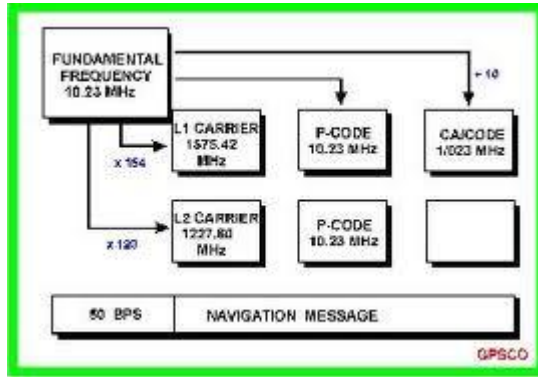 FUNDAMENTAL
FREQUENCY
10.23 MHz
÷ 10
L1 CARRIER
1575.42
MHz
P-CODE
10.23 MHz
CA/CODE
1/023 MHz
x 154
L2 CARRIER
1227.60
MHz
P-CODE
10.23 MHz
x 120
50 BPS
NAVIGATION MESSAGE
GPSCO